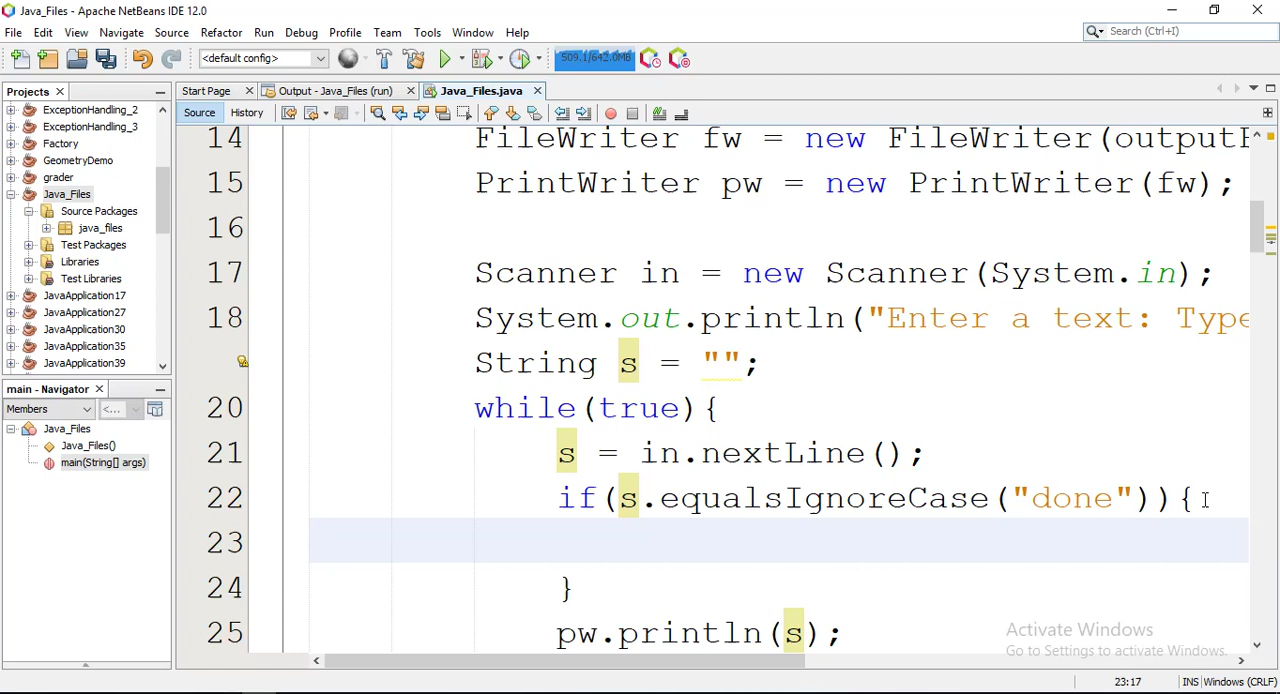 Java_Files - Apache NetBeans IDE 12.0
File Edit View Navigate Source Refactor Run Debug Profile Team Tools Window Help
Search (Ctrl+I)
<default config>
509.1/642.0MB
Projects
Start Page
Output - Java_Files (run)
Java_Files.java
Source History
ExceptionHandling_2
ExceptionHandling_3
Factory
GeometryDemo
grader
Java_Files
Source Packages
java_files
Test Packages
Libraries
Test Libraries
JavaApplication17
JavaApplication27
JavaApplication30
JavaApplication35
JavaApplication39
main - Navigator
Members
<...
Java_Files
Java_Files()
main(String[] args)
14 FileWriter fw = new FileWriter(output
15 PrintWriter pw = new PrintWriter(fw);
16
17 Scanner in = new Scanner(System.in);
18 System.out.println("Enter a text: Type
String s = "";
20 while(true){
21 s = in.nextLine();
22 if(s.equalsIgnoreCase("done")){
23
24 }
25 pw.println(s);
Activate Windows
Go to Settings to activate Windows.
23:17
INS
Windows (CRLF)